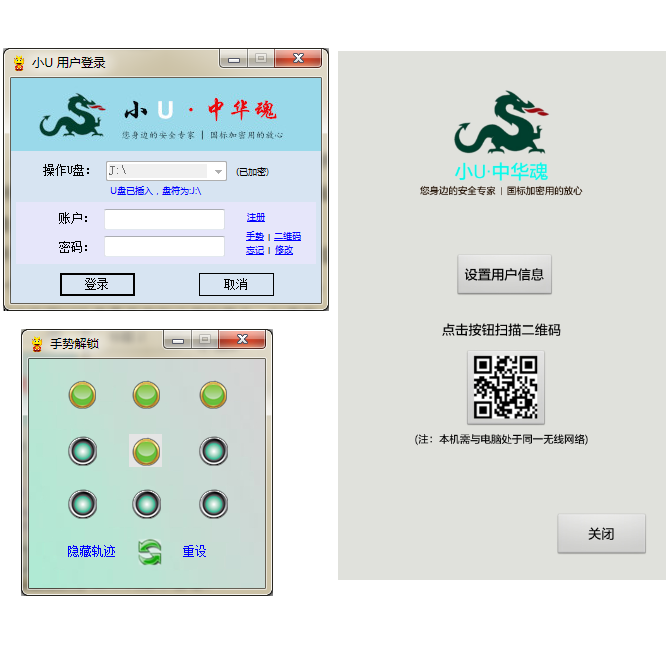 小U 用户登录
小U·中华魂
您身边的安全专家 | 国标加密用的放心
操作U盘: J:\ (已加密)
U盘已插入，盘符为:J:\
账户: 注册
密码: 手势 | 二维码
忘记 | 修改
登录 取消
手势解锁
隐藏轨迹 重设
小U·中华魂
您身边的安全专家 | 国标加密用的放心
设置用户信息
点击按钮扫描二维码
(注: 本机需与电脑处于同一无线网络)
关闭